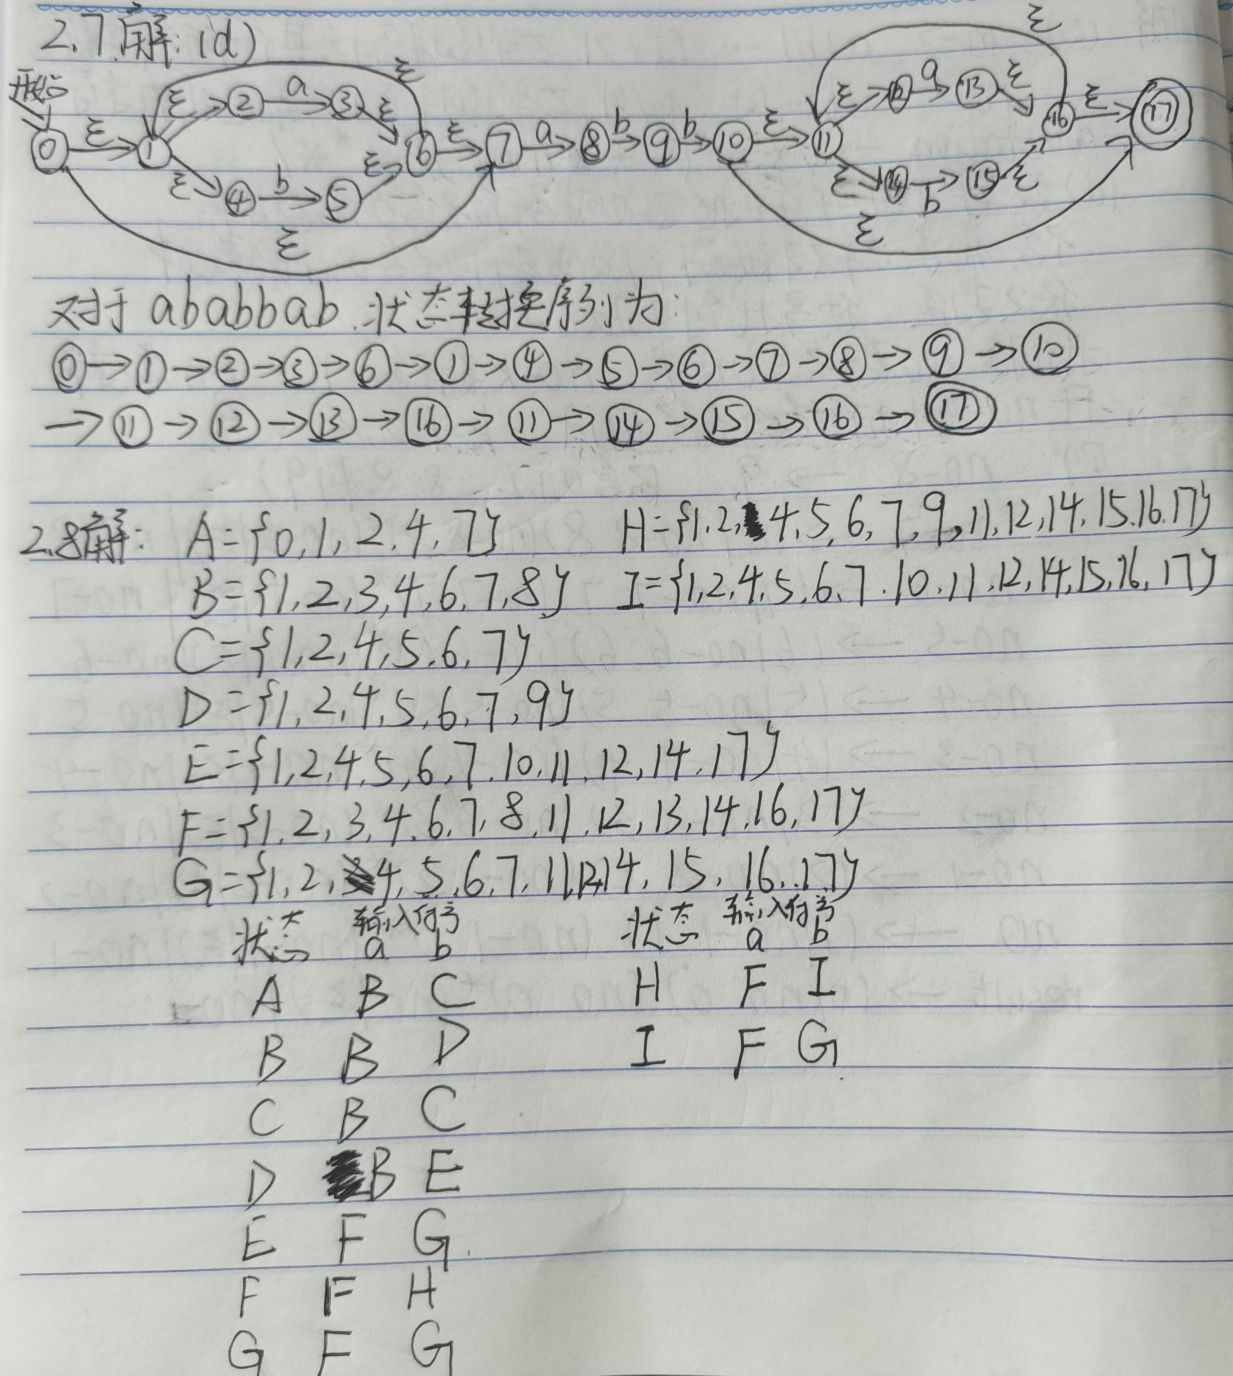 2.7 解: (d)
开始
ε
ε
a
ε
ε
ε
b
ε
ε
ε
a
b
b
ε
ε
ε
a
ε
ε
b
ε
ε
ε
0 1 2 3 4 5 6 7 8 9 10 11 12 13 14 15 16 17
对于 ababbab 状态转换序列为:
0→1→2→3→6→1→4→5→6→7→8→9→10
→11→12→13→16→11→14→15→16→17
2.8解: A={0,1,2,4,7} H={1,2,4,5,6,7,9,11,12,14,15,16,17}
B={1,2,3,4,6,7,8} I={1,2,4,5,6,7,10,11,12,14,15,16,17}
C={1,2,4,5,6,7}
D={1,2,4,5,6,7,9}
E={1,2,4,5,6,7,10,11,12,14,17}
F={1,2,3,4,6,7,8,11,12,13,14,16,17}
G={1,2,4,5,6,7,11,12,14,15,16,17}
状态 输入符号 状态 输入符号
a b a b
A B C H F I
B B D I F G
C B C
D B E
E F G
F F H
G F G